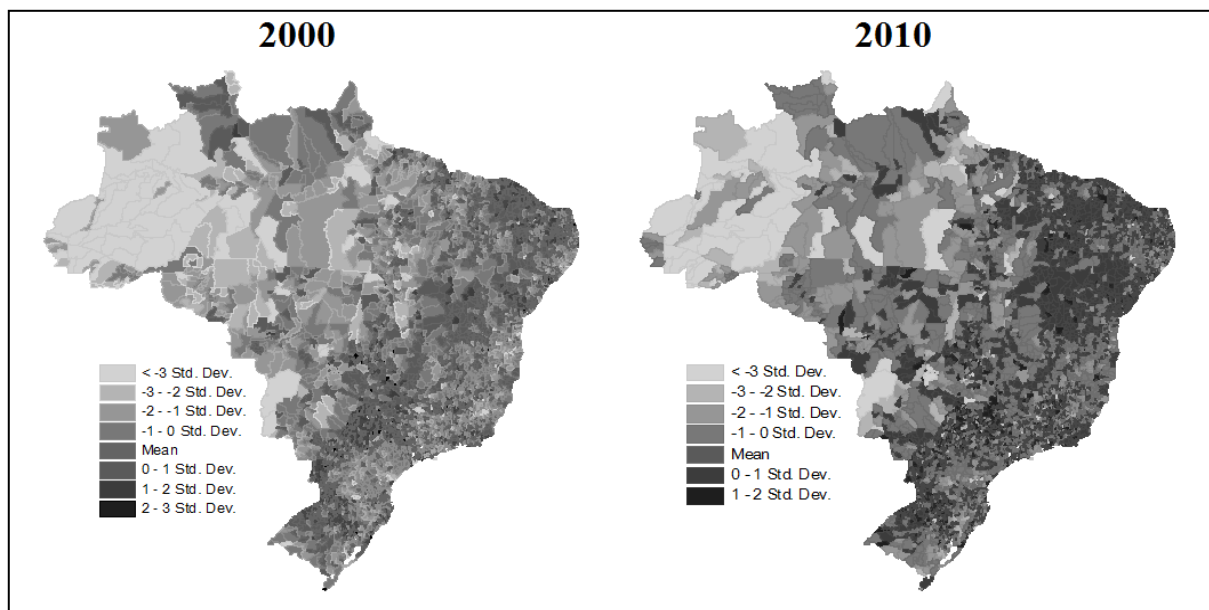 2000
2010
< -3 Std. Dev.
-3 - -2 Std. Dev.
-2 - -1 Std. Dev.
-1 - 0 Std. Dev.
Mean
0 - 1 Std. Dev.
1 - 2 Std. Dev.
2 - 3 Std. Dev.
< -3 Std. Dev.
-3 - -2 Std. Dev.
-2 - -1 Std. Dev.
-1 - 0 Std. Dev.
Mean
0 - 1 Std. Dev.
1 - 2 Std. Dev.